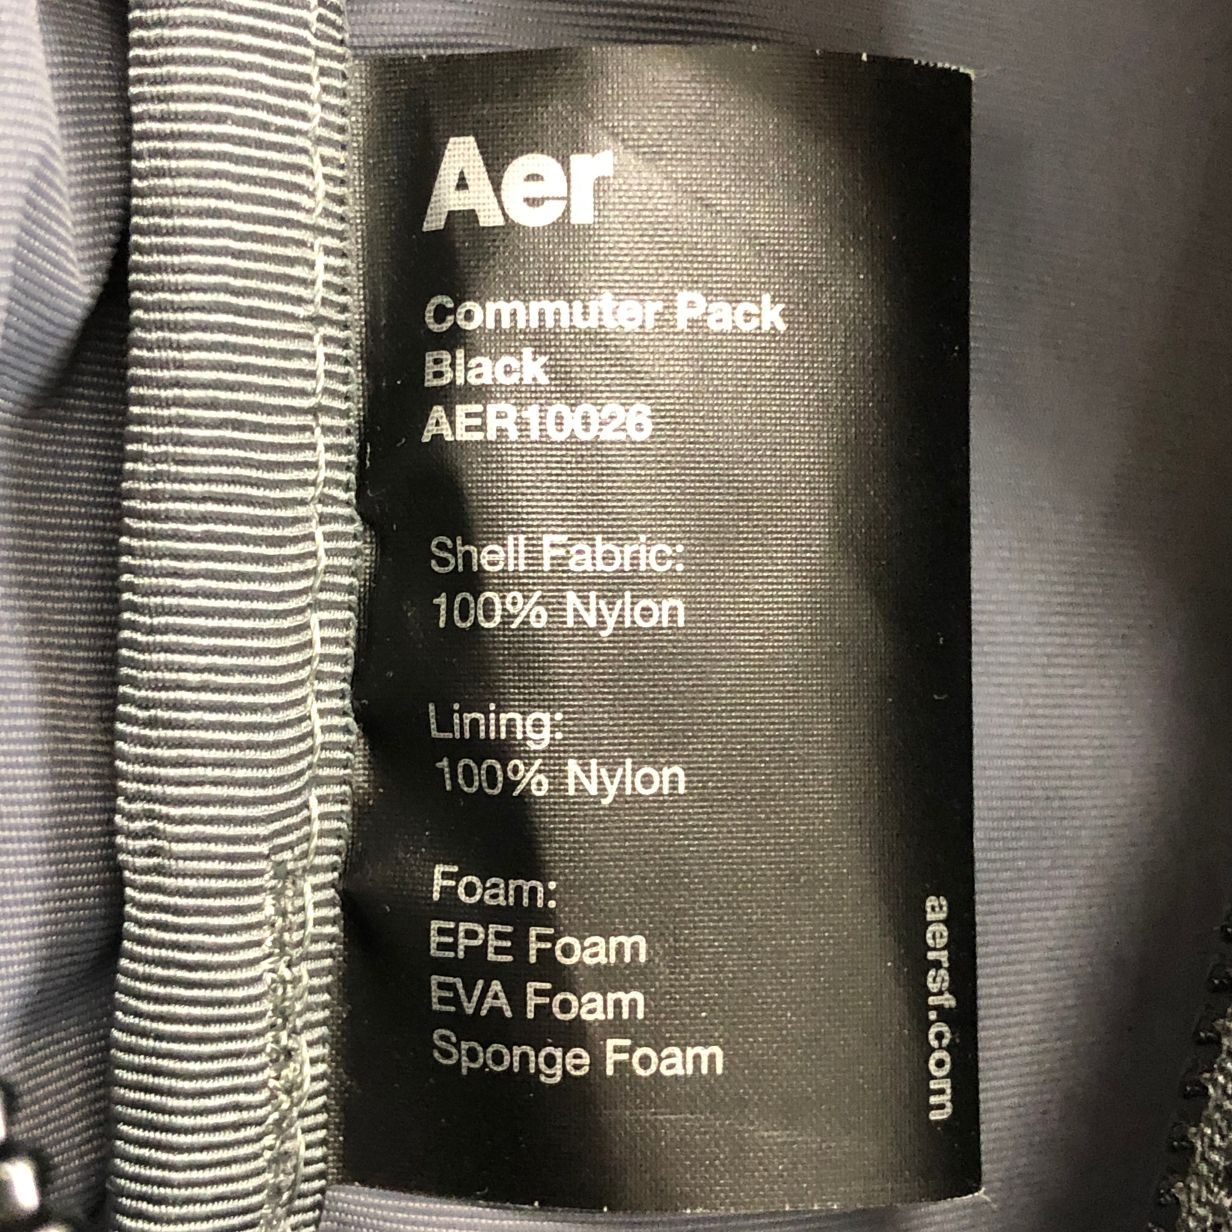 Aer
Commuter Pack
Black
AER10026
Shell Fabric:
100% Nylon
Lining:
100% Nylon
Foam:
EPE Foam
EVA Foam
Sponge Foam
aersf.com